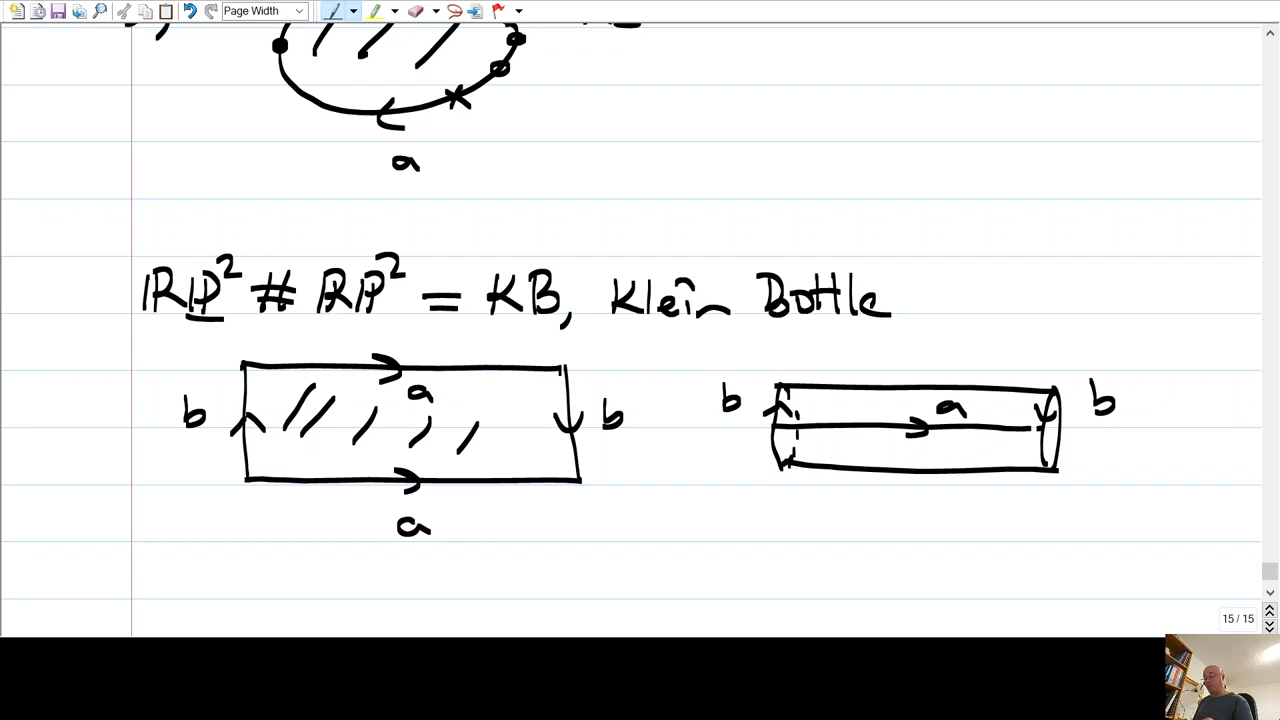 Page Width
a
RP² # RP² = KB, Klein Bottle
b a b
a
b a b
15 / 15